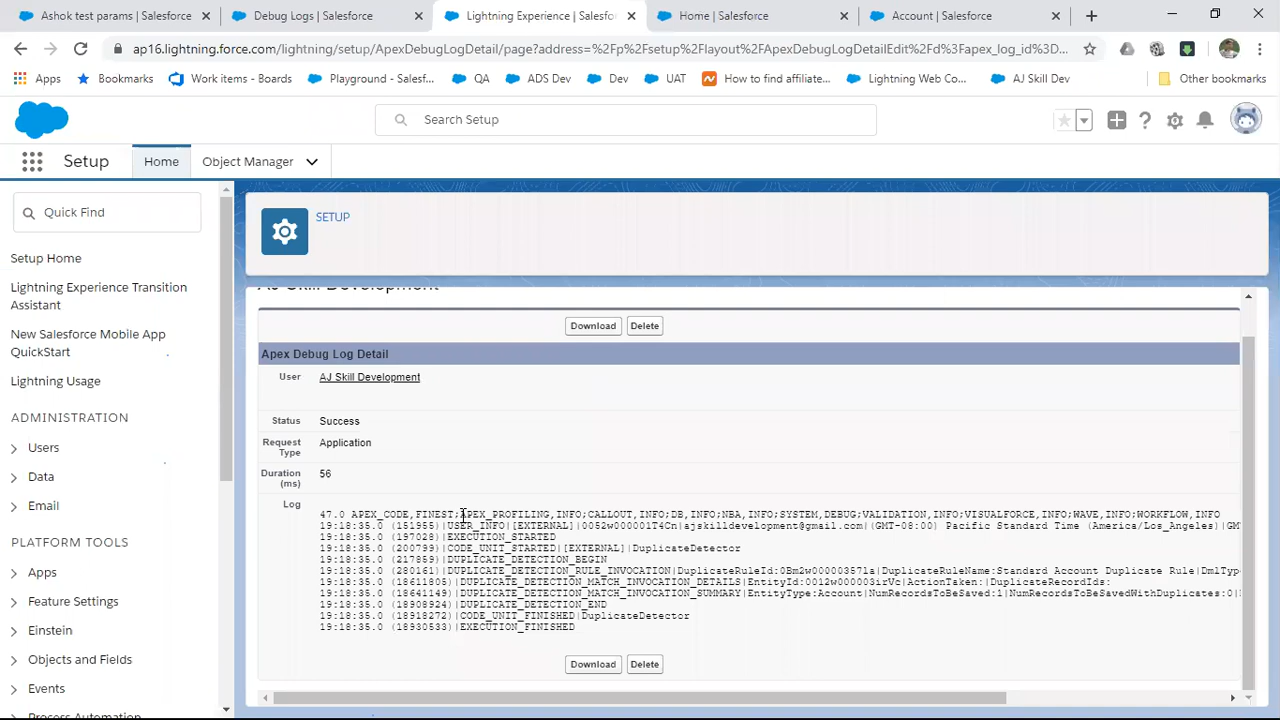 Ashok test params | Salesforce
Debug Logs | Salesforce
Lightning Experience | Salesfor
Home | Salesforce
Account | Salesforce
ap16.lightning.force.com/lightning/setup/ApexDebugLogDetail/page?address=%2Fp%2Fsetup%2Flayout%2FApexDebugLogDetailEdit%2Fd%3Fapex_log_id%3D...
Apps
Bookmarks
Work items - Boards
Playground - Salesf...
QA
ADS Dev
Dev
UAT
How to find affiliate...
Lightning Web Co...
AJ Skill Dev
Other bookmarks
Search Setup
Setup
Home
Object Manager
Quick Find
Setup Home
Lightning Experience Transition
Assistant
New Salesforce Mobile App
QuickStart
Lightning Usage
ADMINISTRATION
Users
Data
Email
PLATFORM TOOLS
Apps
Feature Settings
Einstein
Objects and Fields
Events
Process Automation
SETUP
AJ Skill Development
Download Delete
Apex Debug Log Detail
User AJ Skill Development
Status Success
Request Type Application
Duration (ms) 56
Log
47.0 APEX_CODE,FINEST;APEX_PROFILING,INFO;CALLOUT,INFO;DB,INFO;NBA,INFO;SYSTEM,DEBUG;VALIDATION,INFO;VISUALFORCE,INFO;WAVE,INFO;WORKFLOW,INFO
19:18:35.0 (151955)|USER_INFO|[EXTERNAL]|0052w000001T4Cn|ajskilldevelopment@gmail.com|(GMT-08:00) Pacific Standard Time (America/Los_Angeles)|GM
19:18:35.0 (197028)|EXECUTION_STARTED
19:18:35.0 (200799)|CODE_UNIT_STARTED|[EXTERNAL]|DuplicateDetector
19:18:35.0 (217859)|DUPLICATE_DETECTION_BEGIN
19:18:35.0 (280161)|DUPLICATE_DETECTION_RULE_INVOCATION|DuplicateRuleId:0Bm2w00000357la|DuplicateRuleName:Standard Account Duplicate Rule|DmlTyp
19:18:35.0 (18611805)|DUPLICATE_DETECTION_MATCH_INVOCATION_DETAILS|EntityId:0012w000003irVc|ActionTaken:|DuplicateRecordIds:
19:18:35.0 (18641149)|DUPLICATE_DETECTION_MATCH_INVOCATION_SUMMARY|EntityType:Account|NumRecordsToBeSaved:1|NumRecordsToBeSavedWithDuplicates:0|
19:18:35.0 (18908924)|DUPLICATE_DETECTION_END
19:18:35.0 (18918272)|CODE_UNIT_FINISHED|DuplicateDetector
19:18:35.0 (18930533)|EXECUTION_FINISHED
Download Delete